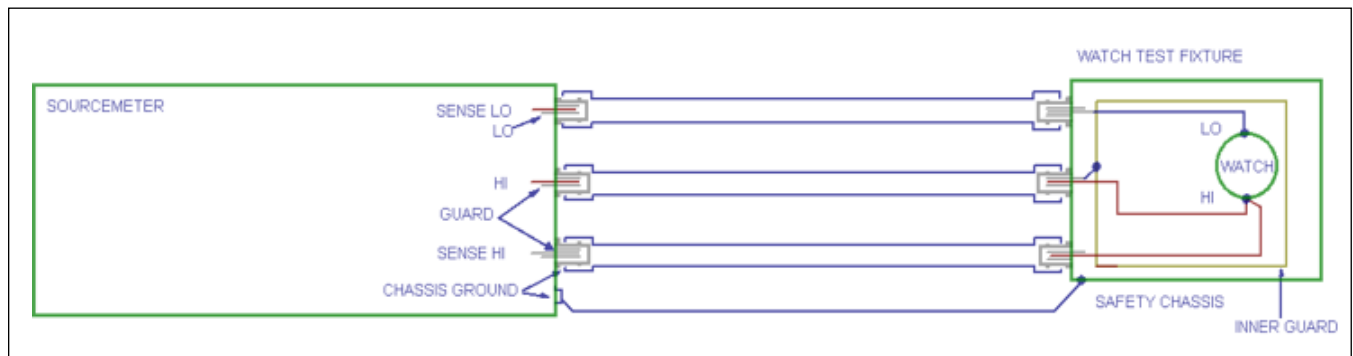 WATCH TEST FIXTURE
SOURCEMETER
SENSE LO
LO
LO
WATCH
HI
HI
GUARD
SENSE HI
CHASSIS GROUND
SAFETY CHASSIS
INNER GUARD